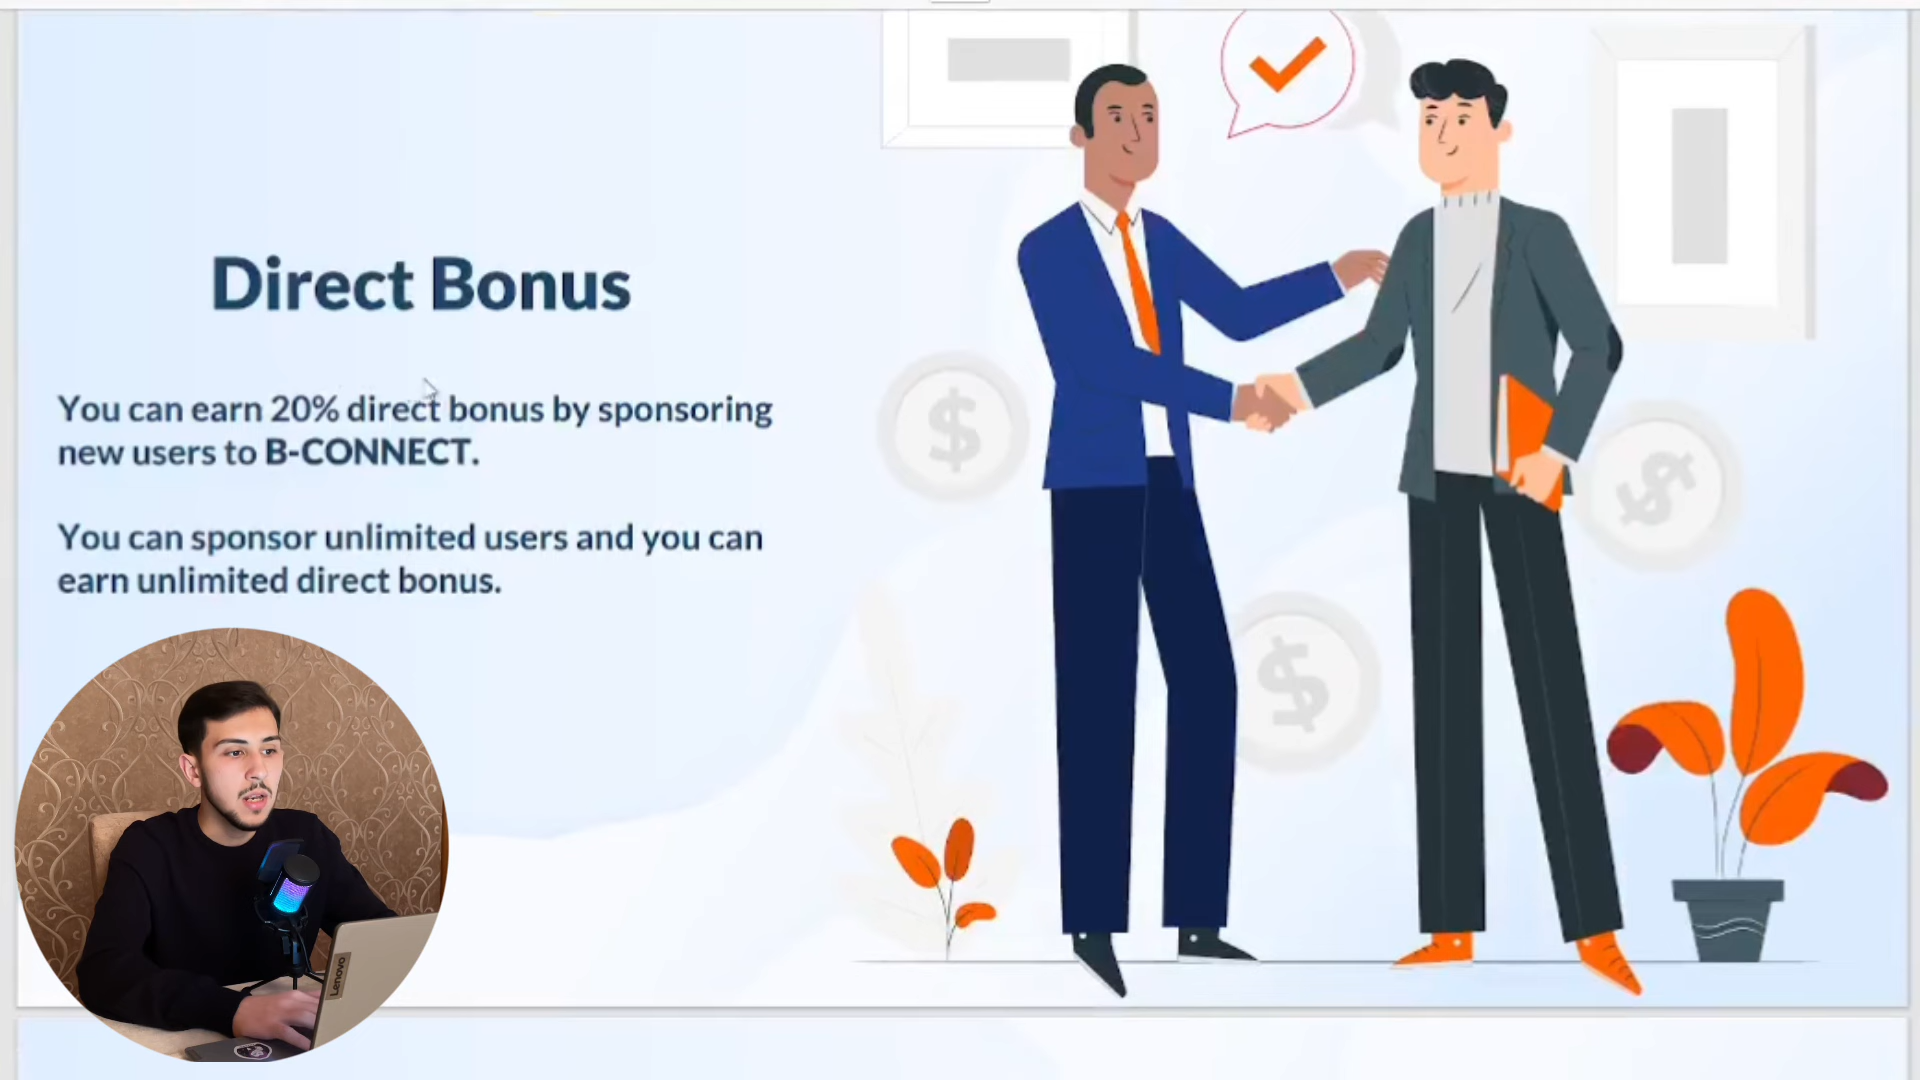 Direct Bonus
You can earn 20% direct bonus by sponsoring
new users to B-CONNECT.
You can sponsor unlimited users and you can
earn unlimited direct bonus.
Lenovo